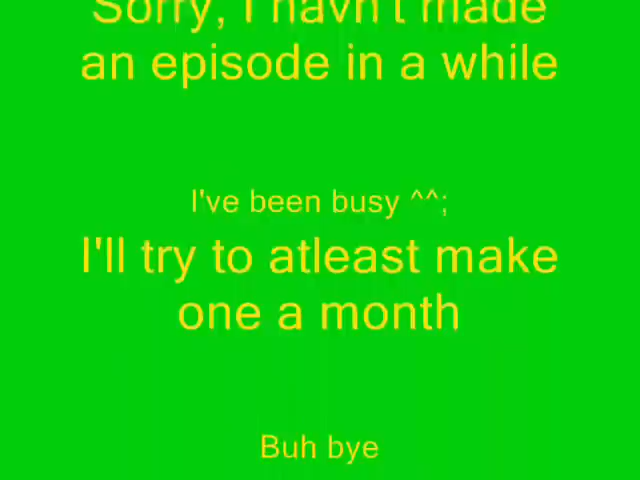 Sorry, I havn't made
an episode in a while
I've been busy ^^;
I'll try to atleast make
one a month
Buh bye